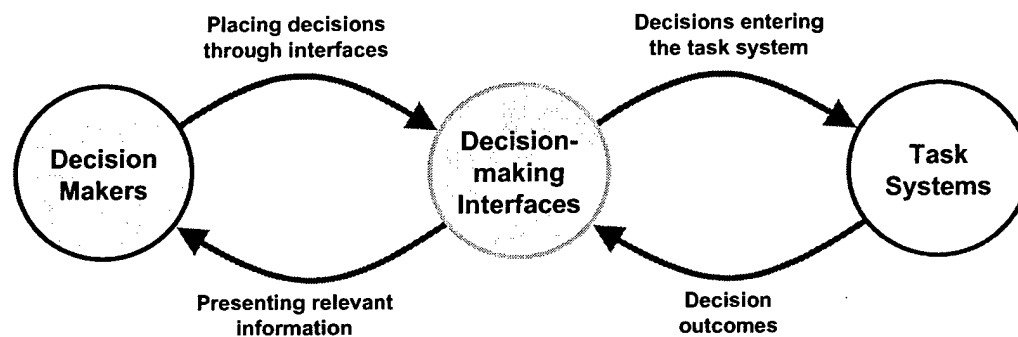 Placing decisions
through interfaces
Decisions entering
the task system
Decision
Makers
Decision-
making
Interfaces
Task
Systems
Presenting relevant
information
Decision
outcomes